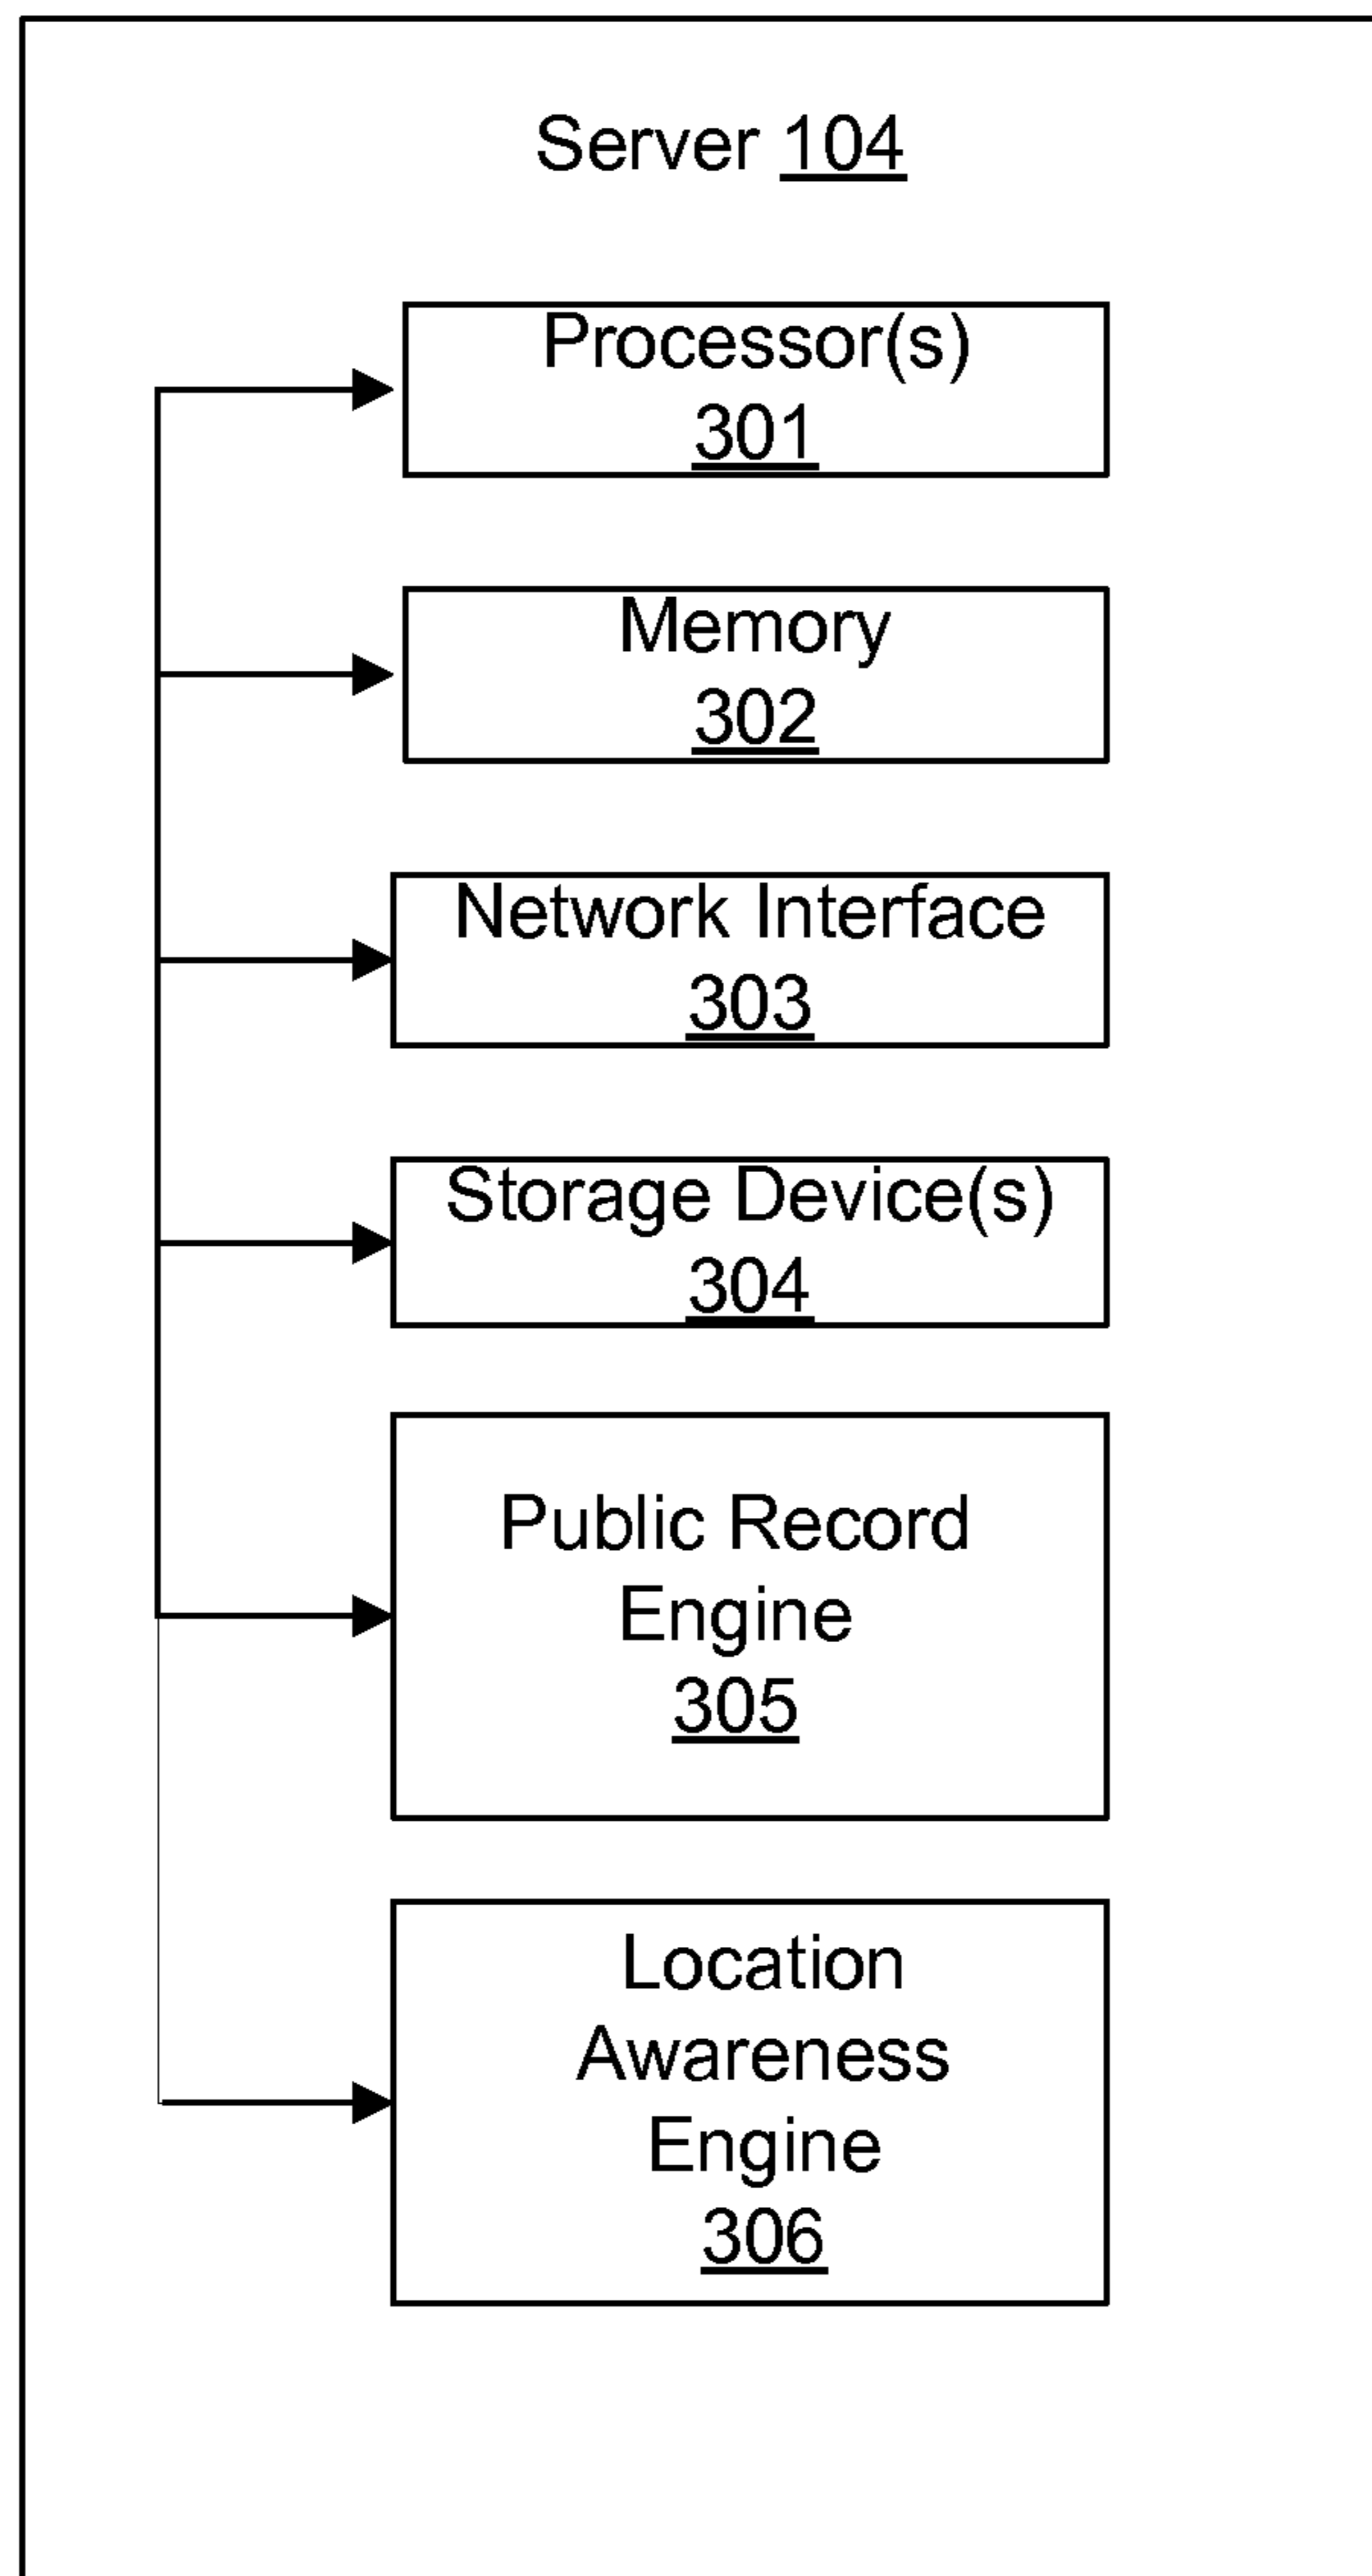 Server 104
Processor(s)
301
Memory
302
Network Interface
303
Storage Device(s)
304
Public Record
Engine
305
Location
Awareness
Engine
306